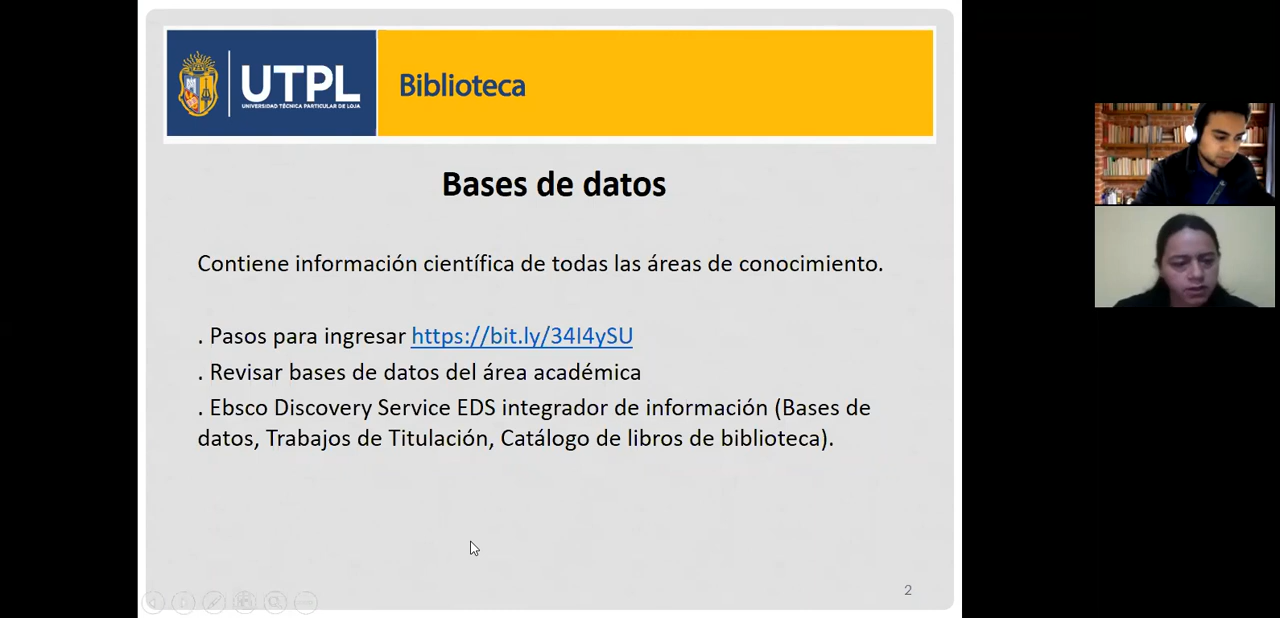 UTPL
UNIVERSIDAD TÉCNICA PARTICULAR DE LOJA
Biblioteca
Bases de datos
Contiene información científica de todas las áreas de conocimiento.
. Pasos para ingresar https://bit.ly/34I4ySU
. Revisar bases de datos del área académica
. Ebsco Discovery Service EDS integrador de información (Bases de
datos, Trabajos de Titulación, Catálogo de libros de biblioteca).
2